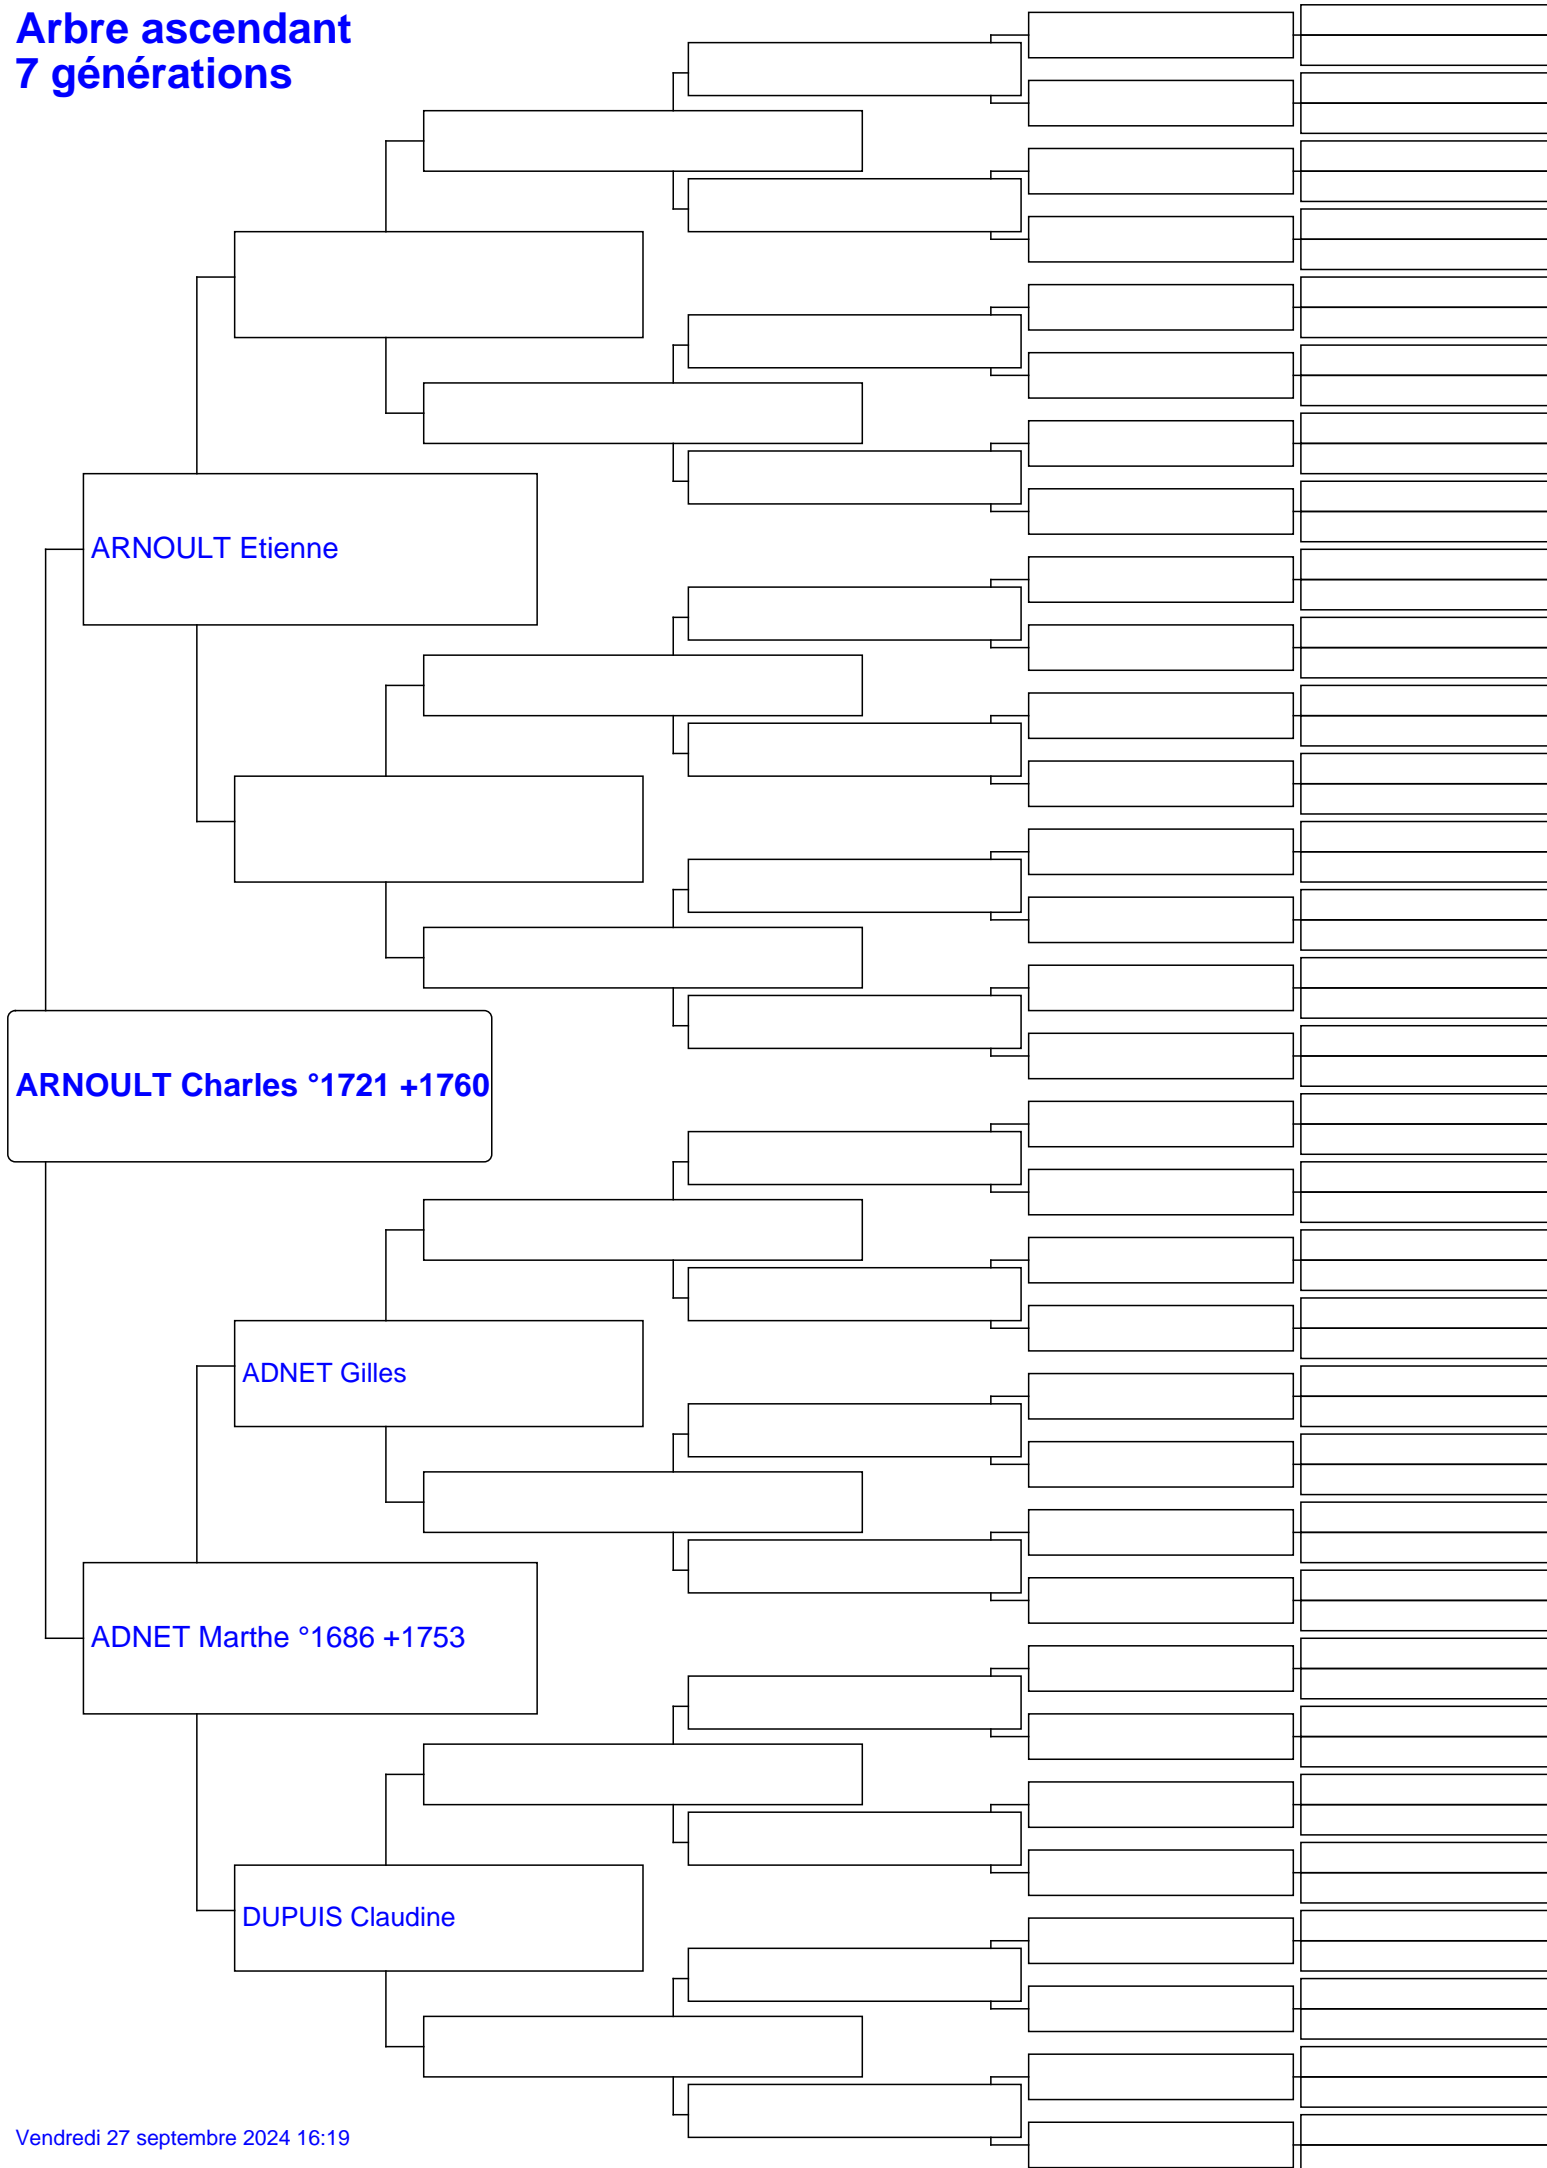 Arbre ascendant
7 générations
ARNOULT Etienne
ARNOULT Charles °1721 +1760
ADNET Gilles
ADNET Marthe °1686 +1753
DUPUIS Claudine
Vendredi 27 septembre 2024 16:19